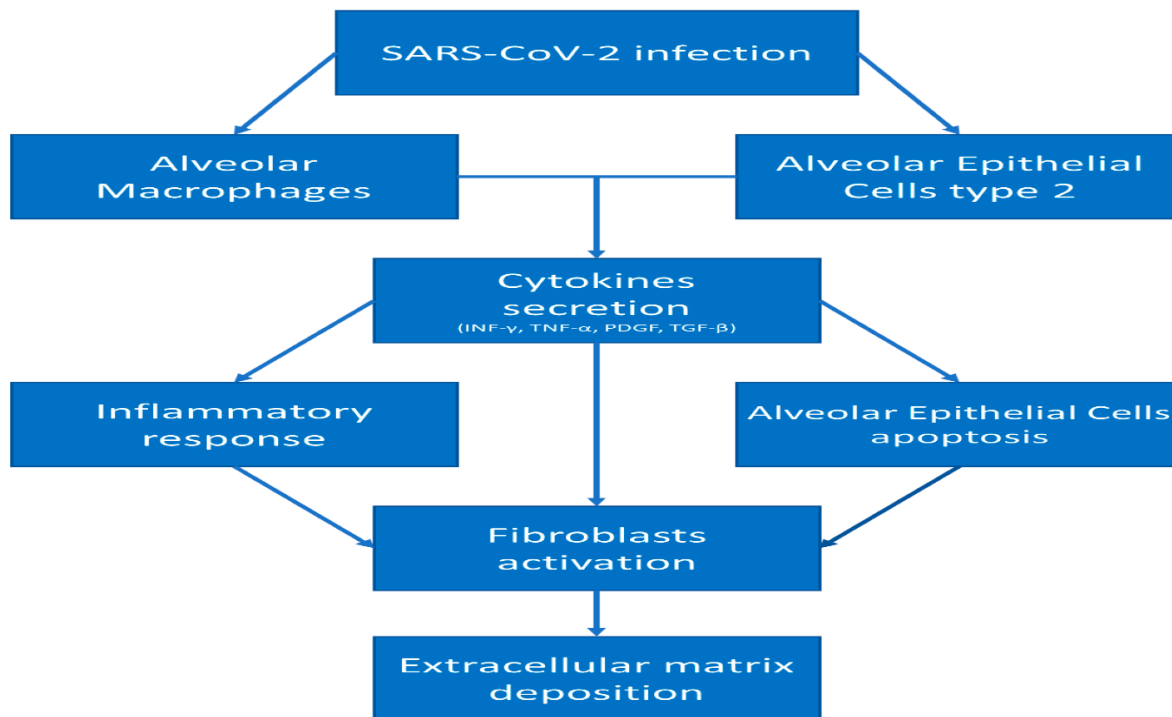 SARS-CoV-2 infection
Alveolar
Macrophages
Alveolar Epithelial
Cells type 2
Cytokines
secretion
(INF-γ, TNF-α, PDGF, TGF-β)
Inflammatory
response
Alveolar Epithelial Cells
apoptosis
Fibroblasts
activation
Extracellular matrix
deposition